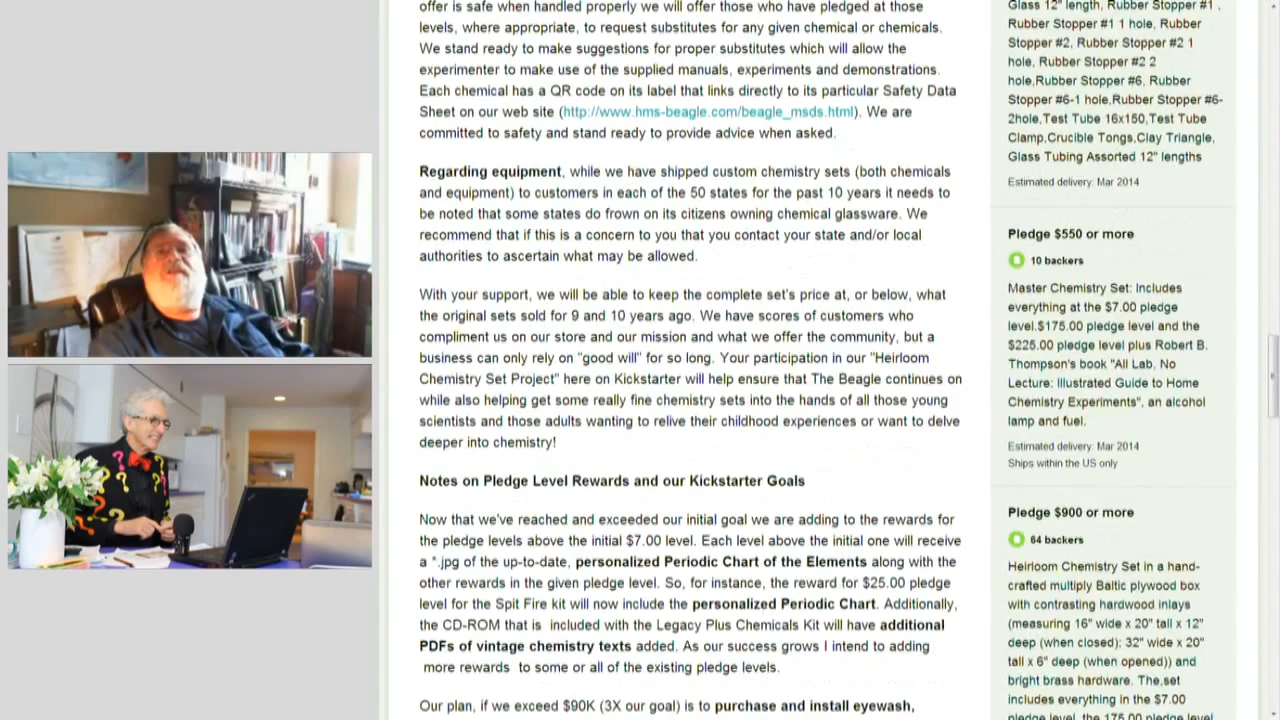 offer is safe when handled properly we will offer those who have pledged at those
levels, where appropriate, to request substitutes for any given chemical or chemicals.
We stand ready to make suggestions for proper substitutes which will allow the
experimenter to make use of the supplied manuals, experiments and demonstrations.
Each chemical has a QR code on its label that links directly to its particular Safety Data
Sheet on our web site (http://www.hms-beagle.com/beagle_msds.html). We are
committed to safety and stand ready to provide advice when asked.
Regarding equipment, while we have shipped custom chemistry sets (both chemicals
and equipment) to customers in each of the 50 states for the past 10 years it needs to
be noted that some states do frown on its citizens owning chemical glassware. We
recommend that if this is a concern to you that you contact your state and/or local
authorities to ascertain what may be allowed.
With your support, we will be able to keep the complete set's price at, or below, what
the original sets sold for 9 and 10 years ago. We have scores of customers who
compliment us on our store and our mission and what we offer the community, but a
business can only rely on "good will" for so long. Your participation in our "Heirloom
Chemistry Set Project" here on Kickstarter will help ensure that The Beagle continues on
while also helping get some really fine chemistry sets into the hands of all those young
scientists and those adults wanting to relive their childhood experiences or want to delve
deeper into chemistry!
Notes on Pledge Level Rewards and our Kickstarter Goals
Now that we've reached and exceeded our initial goal we are adding to the rewards for
the pledge levels above the initial $7.00 level. Each level above the initial one will receive
a *.jpg of the up-to-date, personalized Periodic Chart of the Elements along with the
other rewards in the given pledge level. So, for instance, the reward for $25.00 pledge
level for the Spit Fire kit will now include the personalized Periodic Chart. Additionally,
the CD-ROM that is included with the Legacy Plus Chemicals Kit will have additional
PDFs of vintage chemistry texts added. As our success grows I intend to adding
more rewards to some or all of the existing pledge levels.
Our plan, if we exceed $90K (3X our goal) is to purchase and install eyewash,
Glass 12" length, Rubber Stopper #1 ,
Rubber Stopper #1 1 hole, Rubber
Stopper #2, Rubber Stopper #2 1
hole, Rubber Stopper #2 2
hole,Rubber Stopper #6, Rubber
Stopper #6-1 hole,Rubber Stopper #6-
2hole,Test Tube 16x150,Test Tube
Clamp,Crucible Tongs,Clay Triangle,
Glass Tubing Assorted 12" lengths
Estimated delivery: Mar 2014
Pledge $550 or more
10 backers
Master Chemistry Set: Includes
everything at the $7.00 pledge
level.$175.00 pledge level and the
$225.00 pledge level plus Robert B.
Thompson's book "All Lab, No
Lecture: Illustrated Guide to Home
Chemistry Experiments", an alcohol
lamp and fuel.
Estimated delivery: Mar 2014
Ships within the US only
Pledge $900 or more
64 backers
Heirloom Chemistry Set in a hand-
crafted multiply Baltic plywood box
with contrasting hardwood inlays
(measuring 16" wide x 20" tall x 12"
deep (when closed); 32" wide x 20"
tall x 6" deep (when opened)) and
bright brass hardware. The set
includes everything in the $7.00
pledge level, the 175.00 pledge level